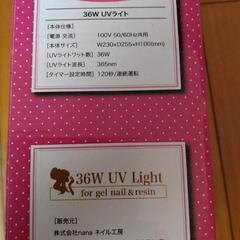 36W UVライト
[本体仕様]
[電源 交流] 100V 50/60Hz共用
[本体サイズ] W230×D255×H100(mm)
[UVライトワット数] 36W
[UVライト波長] 365nm
[タイマー設定時間] 120秒/連続運転
36W UV Light
for gel nail & resin
[販売元]
株式会社nana ネイル工房